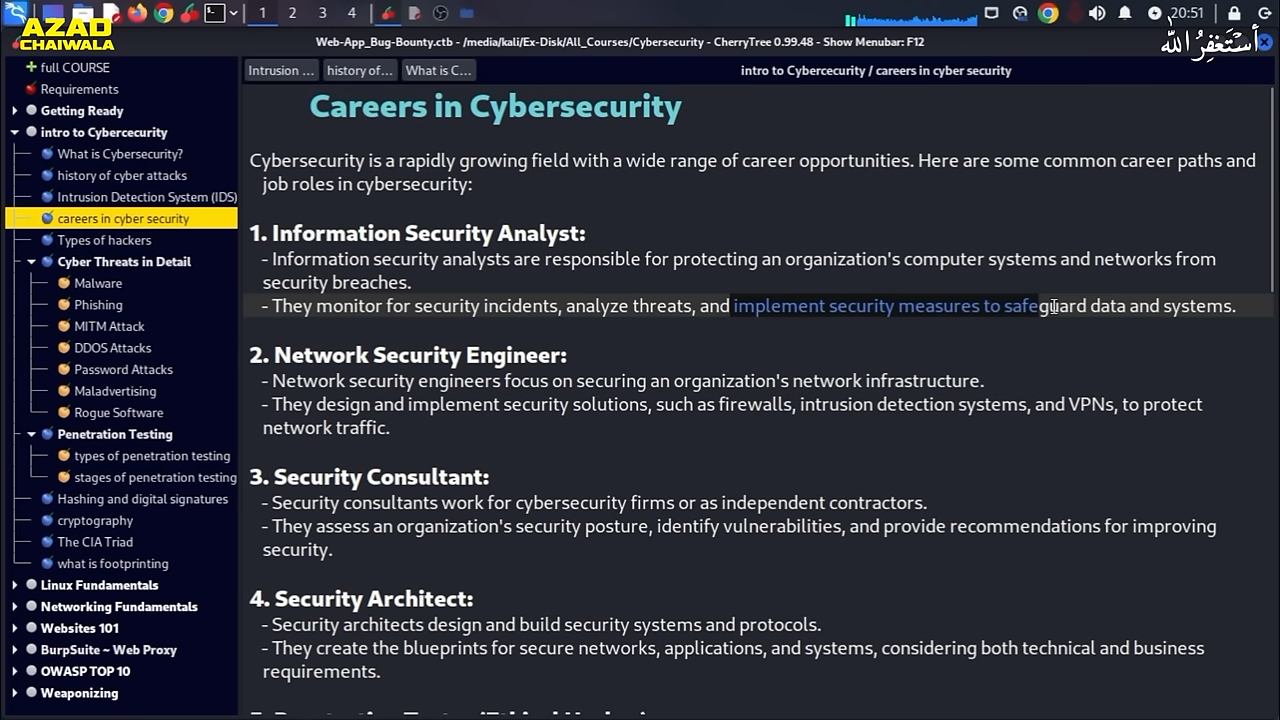 1 2 3 4
20:51
AZAD
CHAIWALA
Web-App_Bug-Bounty.ctb - /media/kali/Ex-Disk/All_Courses/Cybersecurity - CherryTree 0.99.48 - Show Menubar: F12
أستغفر الله
full COURSE
Requirements
Getting Ready
intro to Cybercecurity
What is Cybersecurity?
history of cyber attacks
Intrusion Detection System (IDS)
careers in cyber security
Types of hackers
Cyber Threats in Detail
Malware
Phishing
MITM Attack
DDOS Attacks
Password Attacks
Maladvertising
Rogue Software
Penetration Testing
types of penetration testing
stages of penetration testing
Hashing and digital signatures
cryptography
The CIA Triad
what is footprinting
Linux Fundamentals
Networking Fundamentals
Websites 101
BurpSuite ~ Web Proxy
OWASP TOP 10
Weaponizing
Intrusion ... history of... What is C... intro to Cybercecurity / careers in cyber security
Careers in Cybersecurity
Cybersecurity is a rapidly growing field with a wide range of career opportunities. Here are some common career paths and
job roles in cybersecurity:
1. Information Security Analyst:
- Information security analysts are responsible for protecting an organization's computer systems and networks from
security breaches.
- They monitor for security incidents, analyze threats, and implement security measures to safeguard data and systems.
2. Network Security Engineer:
- Network security engineers focus on securing an organization's network infrastructure.
- They design and implement security solutions, such as firewalls, intrusion detection systems, and VPNs, to protect
network traffic.
3. Security Consultant:
- Security consultants work for cybersecurity firms or as independent contractors.
- They assess an organization's security posture, identify vulnerabilities, and provide recommendations for improving
security.
4. Security Architect:
- Security architects design and build security systems and protocols.
- They create the blueprints for secure networks, applications, and systems, considering both technical and business
requirements.